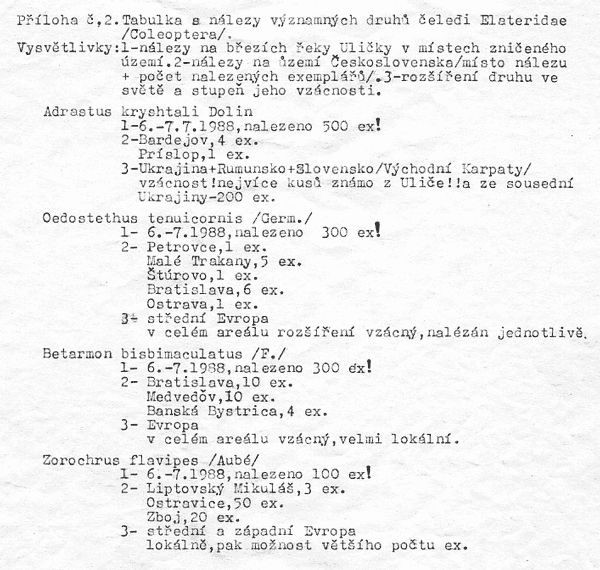 Příloha č,2.Tabulka s nálezy významných druhů čeledi Elateridae
/Coleoptera/.
Vysvětlivky:1-nálezy na březích řeky Uličky v místech zničeného
území.2-nálezy na území Československa/místo nálezu
+ počet nalezených exemplářů/.3-rozšíření druhu ve
světě a stupeň jeho vzácnosti.
Adrastus kryshtali Dolin
1-6.-7.7.1988,nalezeno 500 ex!
2-Bardejov,4 ex.
Príslop,1 ex.
3-Ukrajina+Rumunsko+Slovensko/Východní Karpaty/
vzácnost!nejvíce kusů známo z Uliče!!a ze sousední
Ukrajiny-200 ex.
Oedostethus tenuicornis /Germ./
1- 6.-7.1988,nalezeno 300 ex!
2- Petrovce,1 ex.
Malé Trakany,5 ex.
Štúrovo,1 ex.
Bratislava,6 ex.
Ostrava,1 ex.
3- střední Evropa
v celém areálu rozšíření vzácný,nalézán jednotlivě.
Betarmon bisbimaculatus /F./
1- 6.-7.1988,nalezeno 300 ex!
2- Bratislava,10 ex.
Medveďov,10 ex.
Banská Bystrica,4 ex.
3- Evropa
v celém areálu vzácný,velmi lokální.
Zorochrus flavipes /Aubé/
1- 6.-7.1988,nalezeno 100 ex!
2- Liptovský Mikuláš,3 ex.
Ostravice,50 ex.
Zboj,20 ex.
3- střední a západní Evropa
lokálně,pak možnost většího počtu ex.